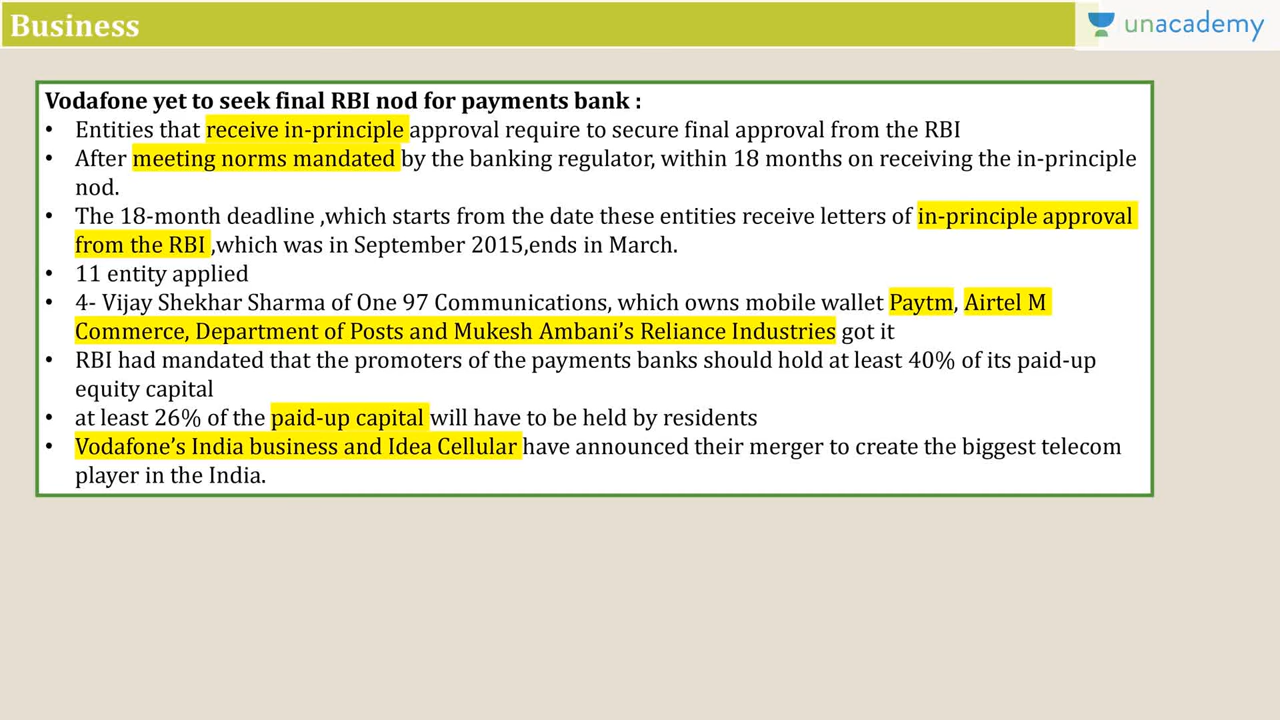 Business
unacademy
Vodafone yet to seek final RBI nod for payments bank :
• Entities that receive in-principle approval require to secure final approval from the RBI
• After meeting norms mandated by the banking regulator, within 18 months on receiving the in-principle
nod.
• The 18-month deadline ,which starts from the date these entities receive letters of in-principle approval
from the RBI ,which was in September 2015,ends in March.
• 11 entity applied
• 4- Vijay Shekhar Sharma of One 97 Communications, which owns mobile wallet Paytm, Airtel M
Commerce, Department of Posts and Mukesh Ambani’s Reliance Industries got it
• RBI had mandated that the promoters of the payments banks should hold at least 40% of its paid-up
equity capital
• at least 26% of the paid-up capital will have to be held by residents
• Vodafone’s India business and Idea Cellular have announced their merger to create the biggest telecom
player in the India.